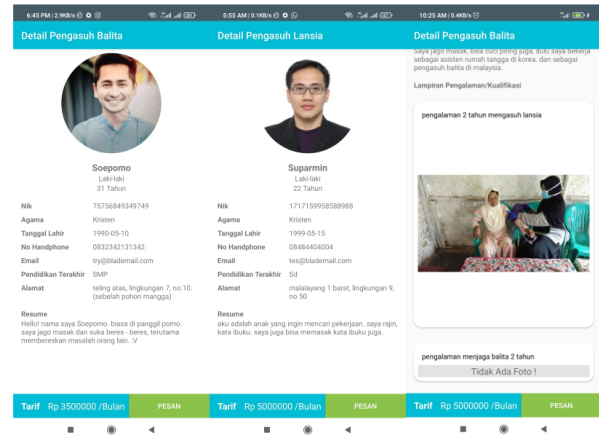 6:45 PM | 2.9KB/s
Detail Pengasuh Balita
Soepomo
Laki-laki
31 Tahun
Nik 75756849349749
Agama Kristen
Tanggal Lahir 1990-05-10
No Handphone 0832342131342
Email try@blademail.com
Pendidikan Terakhir SMP
Alamat teling atas, lingkungan 7, no.10.
(sebelah pohon mangga)
Resume
Hello! nama saya Soepomo. biasa di panggil pomo.
saya jago masak dan suka beres - beres, terutama
membereskan masalah orang lain. :V
Tarif Rp 3500000 /Bulan PESAN
5:55 AM | 0.1KB/s
Detail Pengasuh Lansia
Suparmin
Laki-laki
22 Tahun
Nik 1717159958588988
Agama Kristen
Tanggal Lahir 1999-05-15
No Handphone 08484404004
Email tes@blademail.com
Pendidikan Terakhir Sd
Alamat malalayang 1 barat, lingkungan 9,
no 50
Resume
aku adalah anak yang ingin mencari pekerjaan. saya rajin,
kata ibuku. saya juga bisa memasak kata ibuku juga.
Tarif Rp 5000000 /Bulan PESAN
10:25 AM | 0.4KB/s
Detail Pengasuh Balita
Saya jago masak, bisa cuci piring juga, dulu saya bekerja
sebagai asisten rumah tangga di korea. dan sebagai
pengasuh balita di malaysia.
Lampiran Pengalaman/Kualifikasi
pengalaman 2 tahun mengasuh lansia
pengalaman menjaga balita 2 tahun
Tidak Ada Foto !
Tarif Rp 5000000 /Bulan PESAN